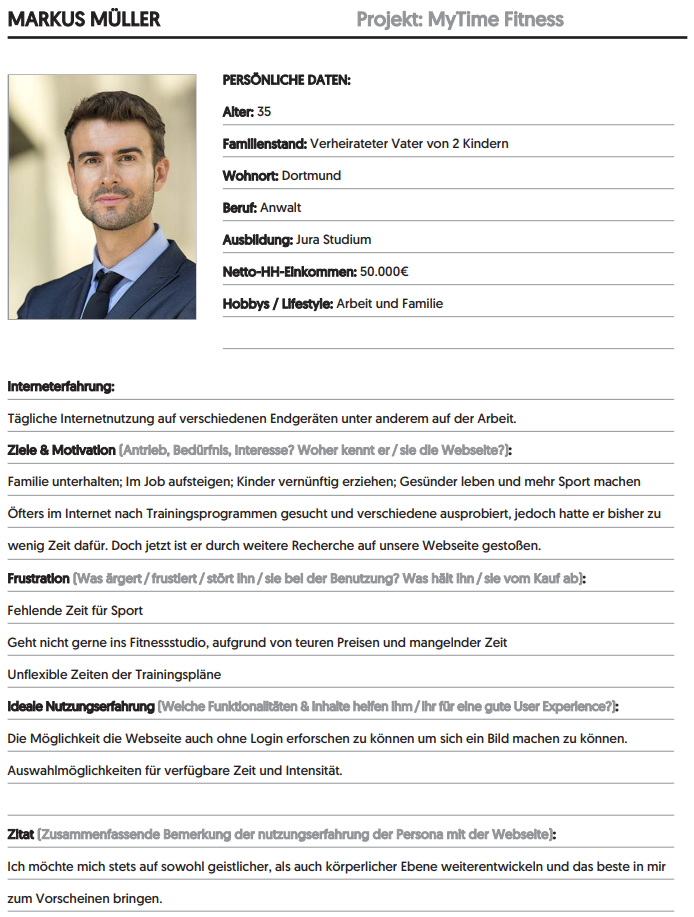 MARKUS MÜLLER Projekt: MyTime Fitness
PERSÖNLICHE DATEN:
Alter: 35
Familienstand: Verheirateter Vater von 2 Kindern
Wohnort: Dortmund
Beruf: Anwalt
Ausbildung: Jura Studium
Netto-HH-Einkommen: 50.000€
Hobbys / Lifestyle: Arbeit und Familie
Interneterfahrung:
Tägliche Internetnutzung auf verschiedenen Endgeräten unter anderem auf der Arbeit.
Ziele & Motivation (Antrieb, Bedürfnis, Interesse? Woher kennt er / sie die Webseite?):
Familie unterhalten; Im Job aufsteigen; Kinder vernünftig erziehen; Gesünder leben und mehr Sport machen
Öfters im Internet nach Trainingsprogrammen gesucht und verschiedene ausprobiert, jedoch hatte er bisher zu
wenig Zeit dafür. Doch jetzt ist er durch weitere Recherche auf unsere Webseite gestoßen.
Frustration (Was ärgert / frustiert / stört ihn / sie bei der Benutzung? Was hält ihn / sie vom Kauf ab):
Fehlende Zeit für Sport
Geht nicht gerne ins Fitnessstudio, aufgrund von teuren Preisen und mangelnder Zeit
Unflexible Zeiten der Trainingspläne
Ideale Nutzungserfahrung (Welche Funktionalitäten & Inhalte helfen ihm / ihr für eine gute User Experience?):
Die Möglichkeit die Webseite auch ohne Login erforschen zu können um sich ein Bild machen zu können.
Auswahlmöglichkeiten für verfügbare Zeit und Intensität.
Zitat (Zusammenfassende Bemerkung der nutzungserfahrung der Persona mit der Webseite):
Ich möchte mich stets auf sowohl geistlicher, als auch körperlicher Ebene weiterentwickeln und das beste in mir
zum Vorscheinen bringen.